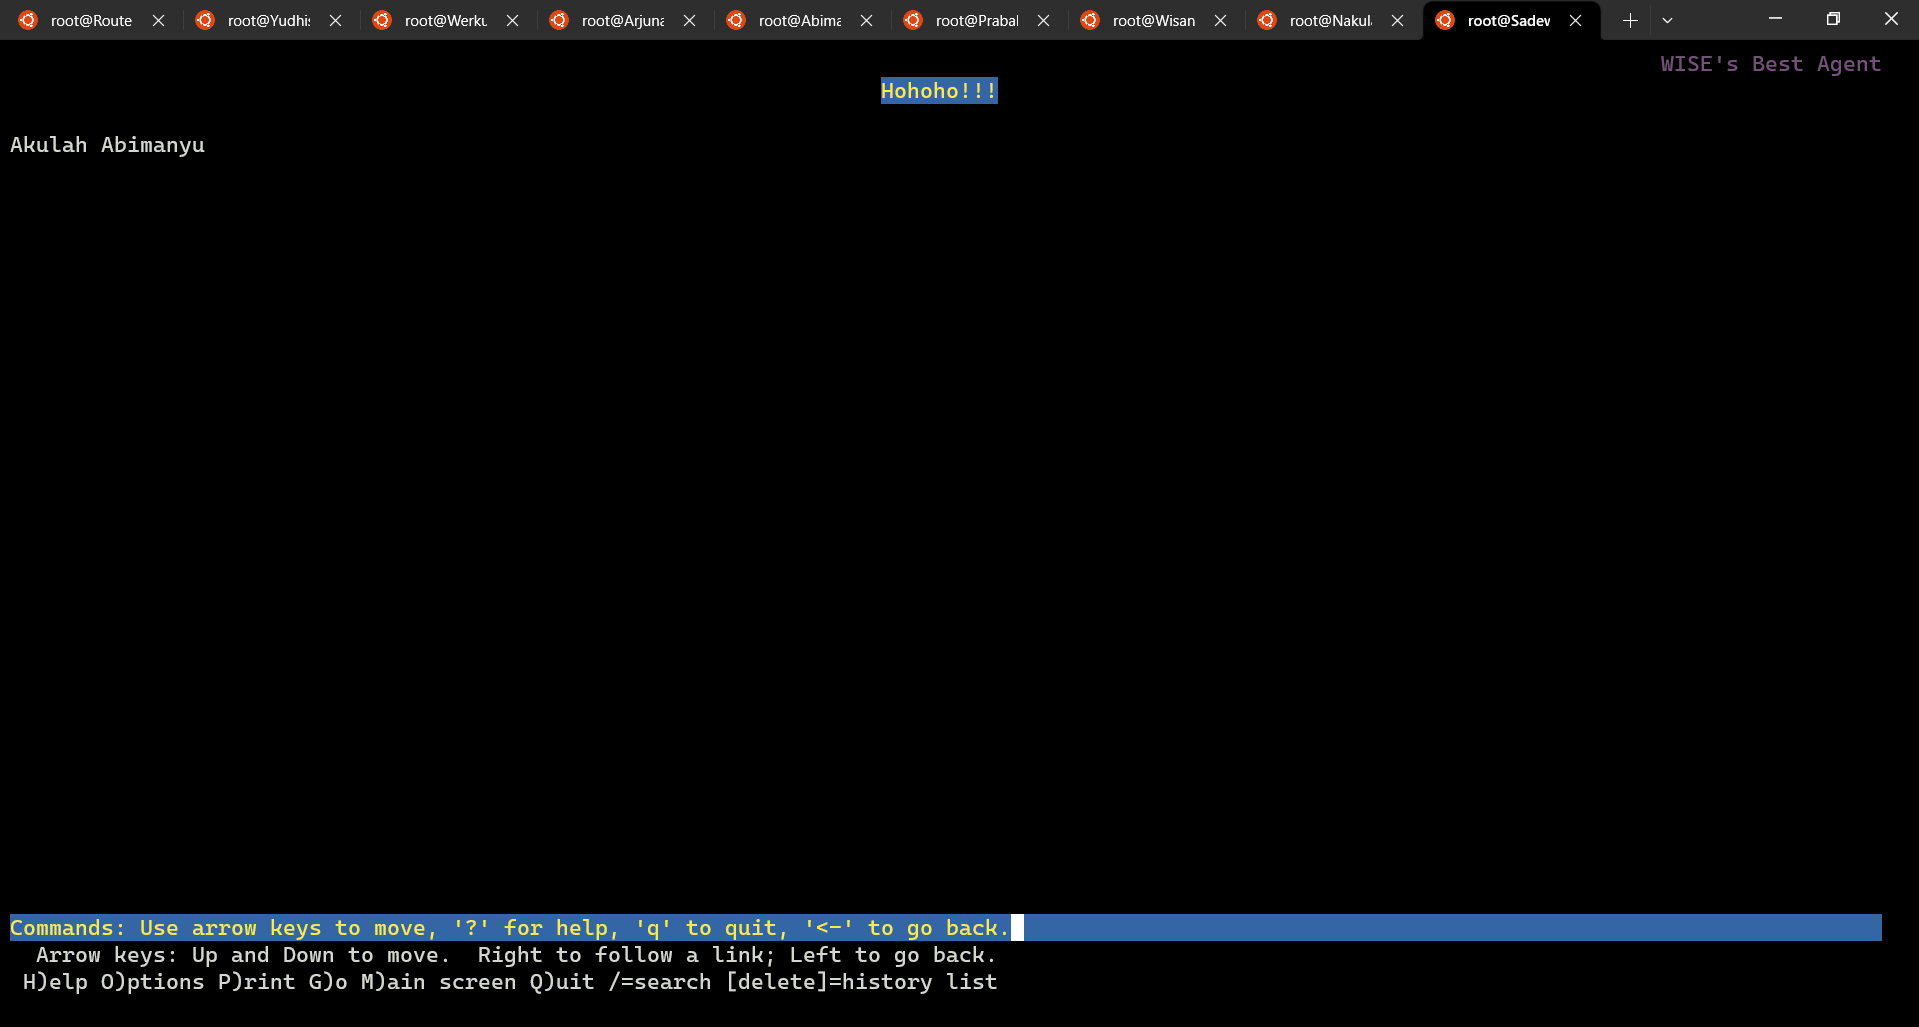 root@Route root@Yudhi root@Werku root@Arjuna root@Abima root@Prabal root@Wisan root@Nakul root@Sadew
WISE's Best Agent
Hohoho!!!
Akulah Abimanyu
Commands: Use arrow keys to move, '?' for help, 'q' to quit, '<-' to go back.
Arrow keys: Up and Down to move.  Right to follow a link; Left to go back.
H)elp O)ptions P)rint G)o M)ain screen Q)uit /=search [delete]=history list